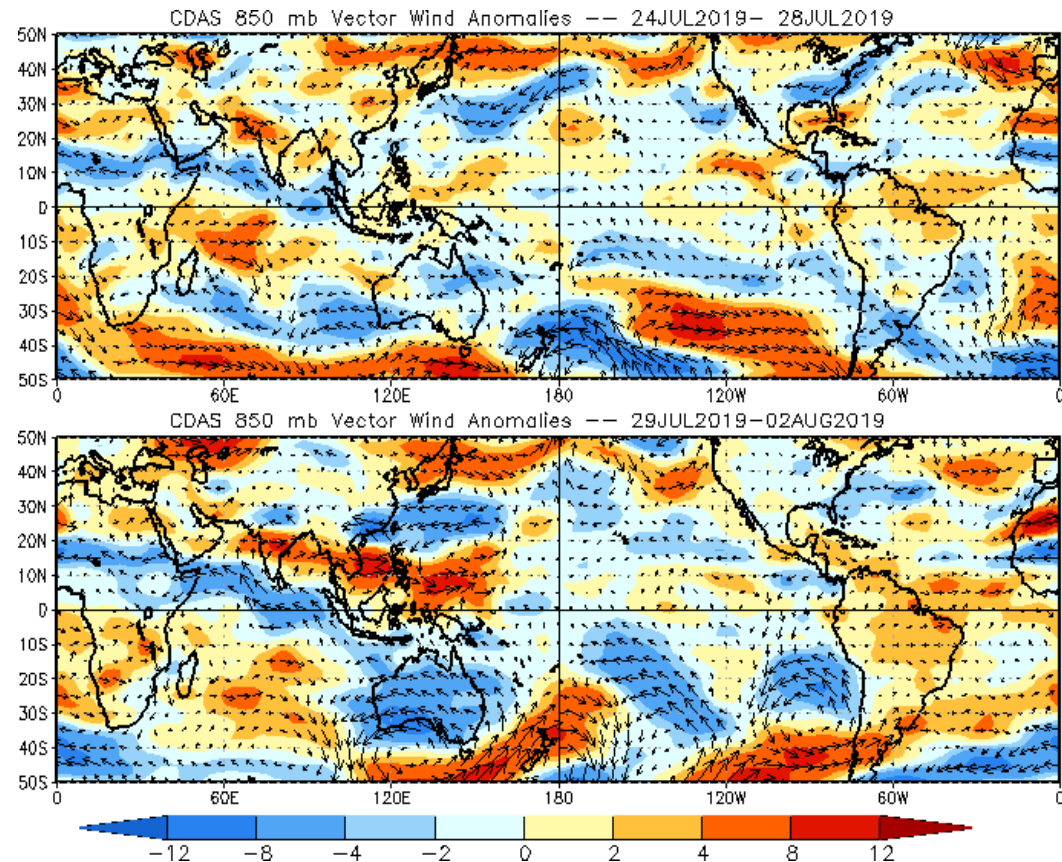 CDAS 850 mb Vector Wind Anomalies -- 24JUL2019- 28JUL2019
50N
40N
30N
20N
10N
0
10S
20S
30S
40S
50S
0 60E 120E 180 120W 60W 0
CDAS 850 mb Vector Wind Anomalies -- 29JUL2019-02AUG2019
50N
40N
30N
20N
10N
0
10S
20S
30S
40S
50S
0 60E 120E 180 120W 60W 0
-12 -8 -4 -2 0 2 4 8 12